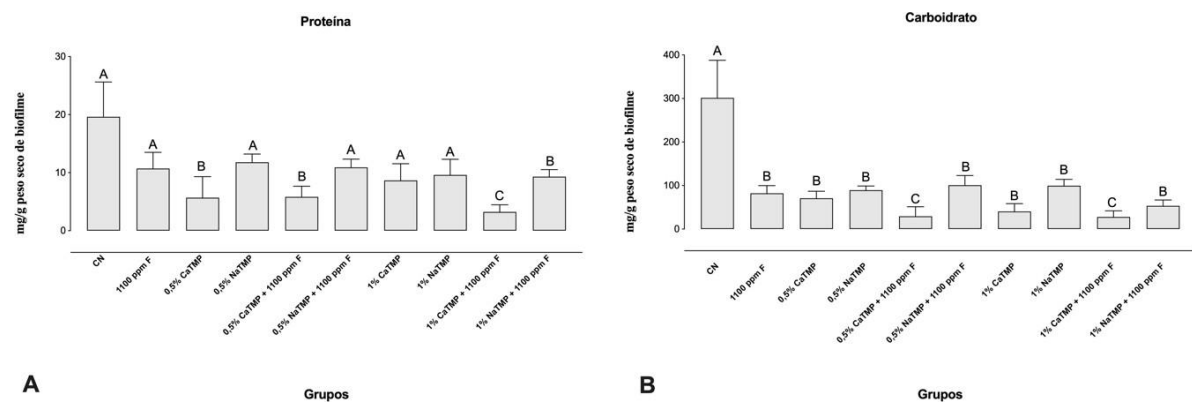 Proteína
mg/g peso seco de biofilme
30
20
10
0
A
A
B
A
B
A
A
A
C
B
CN
1100 ppm F
0,5% CaTMP
0,5% NaTMP
0,5% CaTMP + 1100 ppm F
0,5% NaTMP + 1100 ppm F
1% CaTMP
1% NaTMP
1% CaTMP + 1100 ppm F
1% NaTMP + 1100 ppm F
A
Grupos
Carboidrato
mg/g peso seco de biofilme
400
300
200
100
0
A
B
B
B
C
B
B
B
C
B
CN
1100 ppm F
0,5% CaTMP
0,5% NaTMP
0,5% CaTMP + 1100 ppm F
0,5% NaTMP + 1100 ppm F
1% CaTMP
1% NaTMP
1% CaTMP + 1100 ppm F
1% NaTMP + 1100 ppm F
B
Grupos